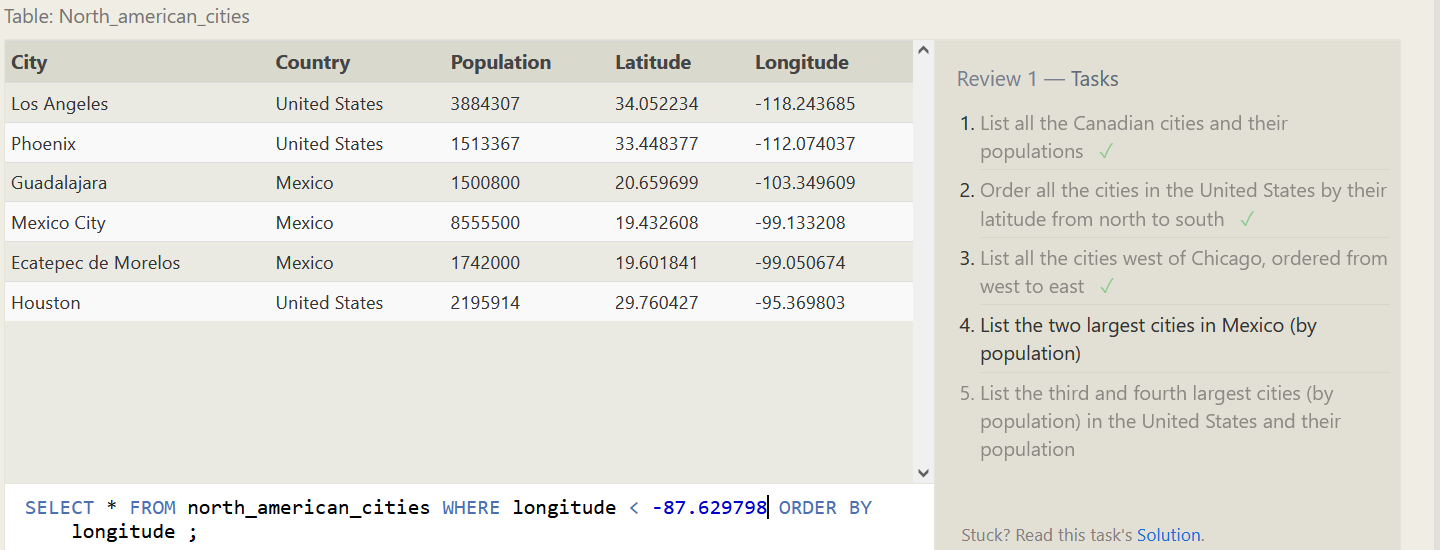 Table: North_american_cities
City Country Population Latitude Longitude
Los Angeles United States 3884307 34.052234 -118.243685
Phoenix United States 1513367 33.448377 -112.074037
Guadalajara Mexico 1500800 20.659699 -103.349609
Mexico City Mexico 8555500 19.432608 -99.133208
Ecatepec de Morelos Mexico 1742000 19.601841 -99.050674
Houston United States 2195914 29.760427 -95.369803
SELECT * FROM north_american_cities WHERE longitude < -87.629798 ORDER BY
longitude ;
Review 1 — Tasks
1. List all the Canadian cities and their
populations ✓
2. Order all the cities in the United States by their
latitude from north to south ✓
3. List all the cities west of Chicago, ordered from
west to east ✓
4. List the two largest cities in Mexico (by
population)
5. List the third and fourth largest cities (by
population) in the United States and their
population
Stuck? Read this task's Solution.